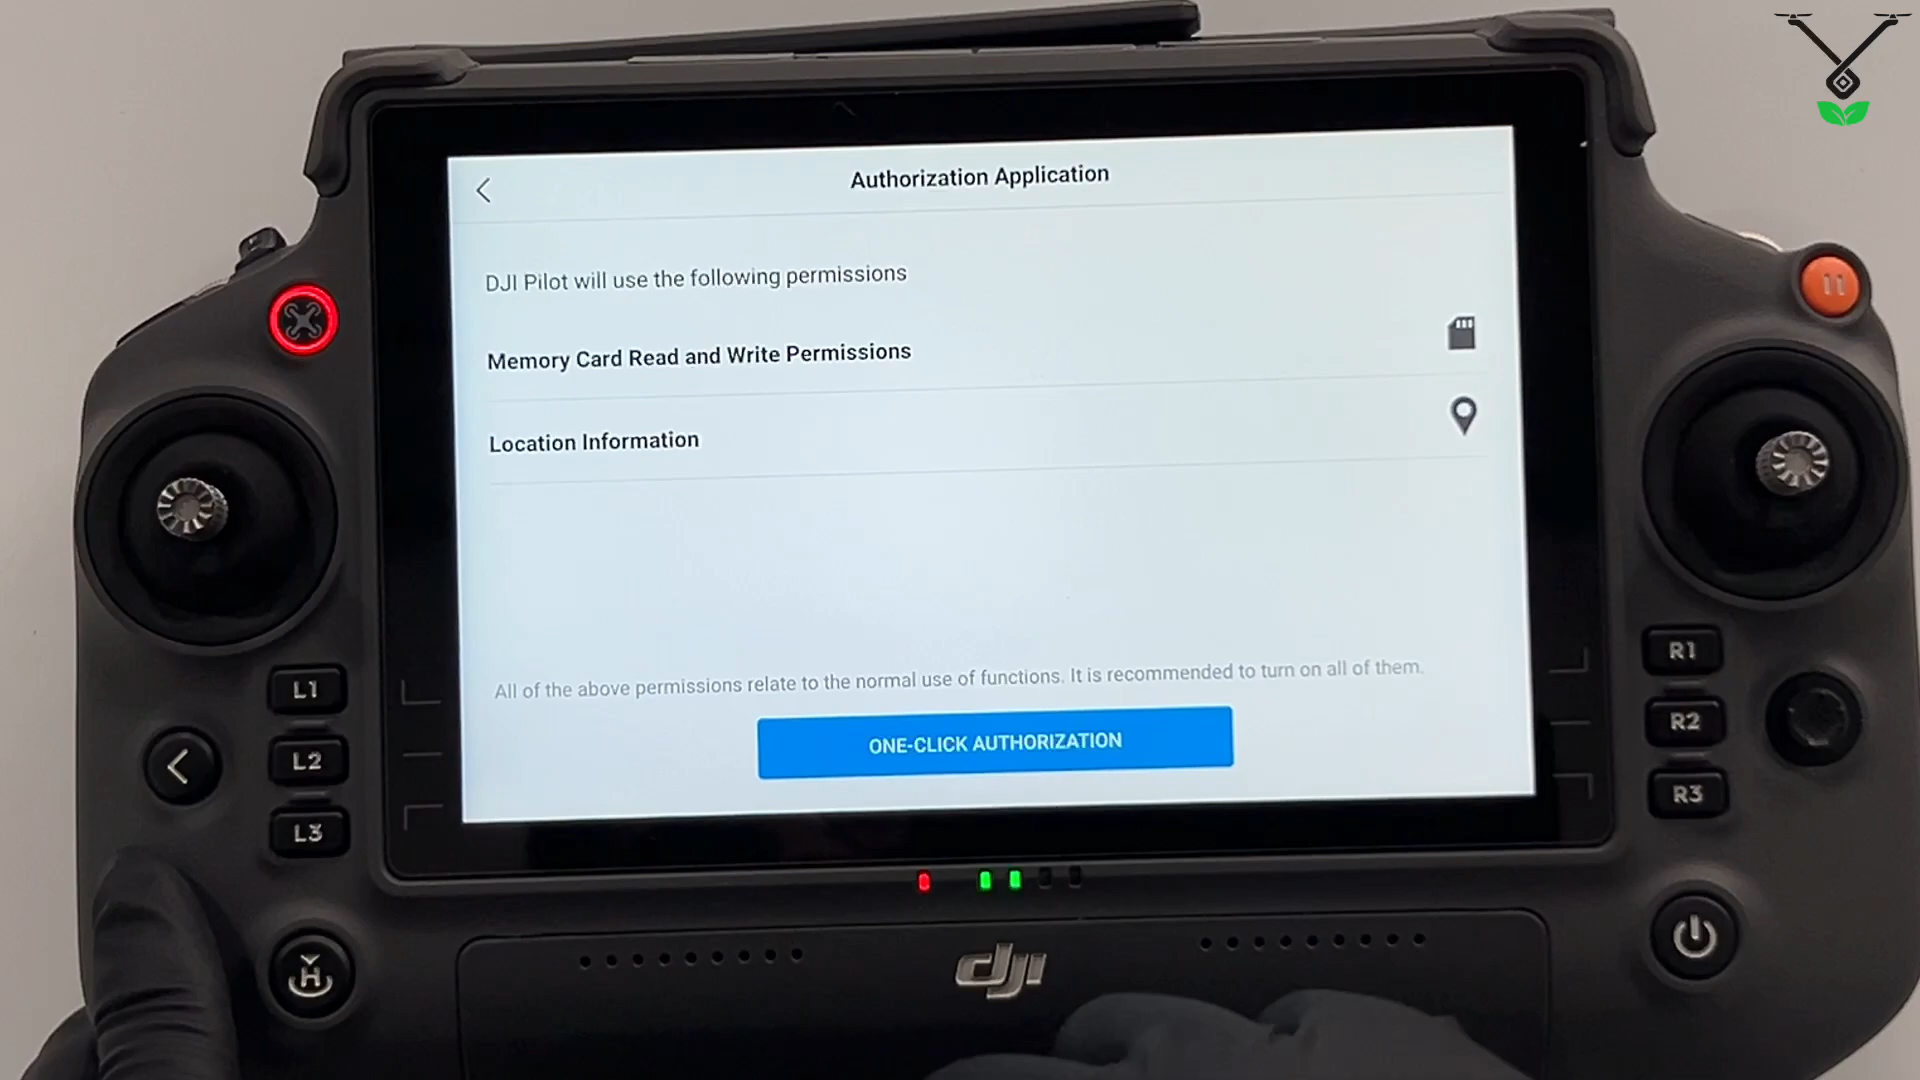 Authorization Application
DJI Pilot will use the following permissions
Memory Card Read and Write Permissions
Location Information
All of the above permissions relate to the normal use of functions. It is recommended to turn on all of them.
ONE-CLICK AUTHORIZATION
L1
L2
L3
R1
R2
R3
H
dji